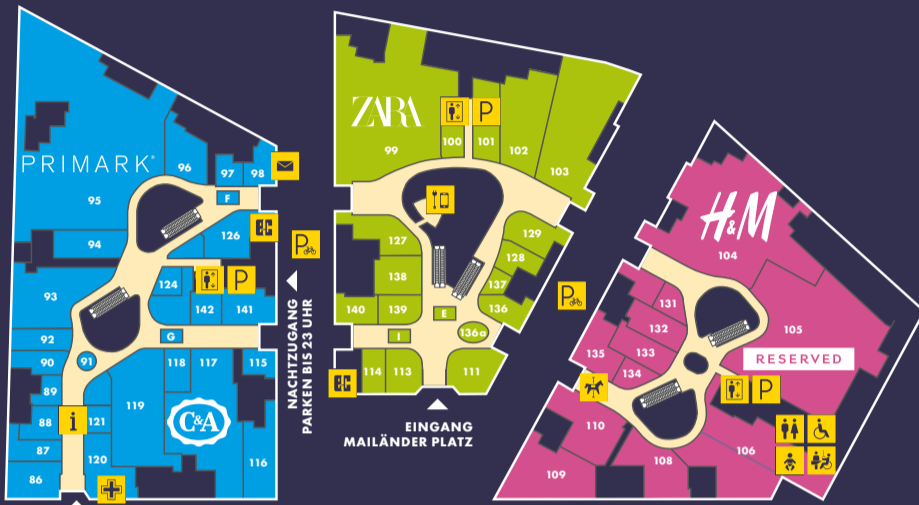 PRIMARK
96
97
98
F
95
126
94
124
142
141
P
93
92
G
91
90
89
88
87
86
i
121
120
119
118
117
115
116
C&A
P
NACHTZUGANG
PARKEN BIS 23 UHR
ZARA
99
100
101
P
102
103
127
129
128
138
137
136
140
139
E
I
136a
114
113
111
EINGANG
MAILÄNDER PLATZ
P
H&M
104
131
132
133
134
135
105
RESERVED
P
110
109
108
106